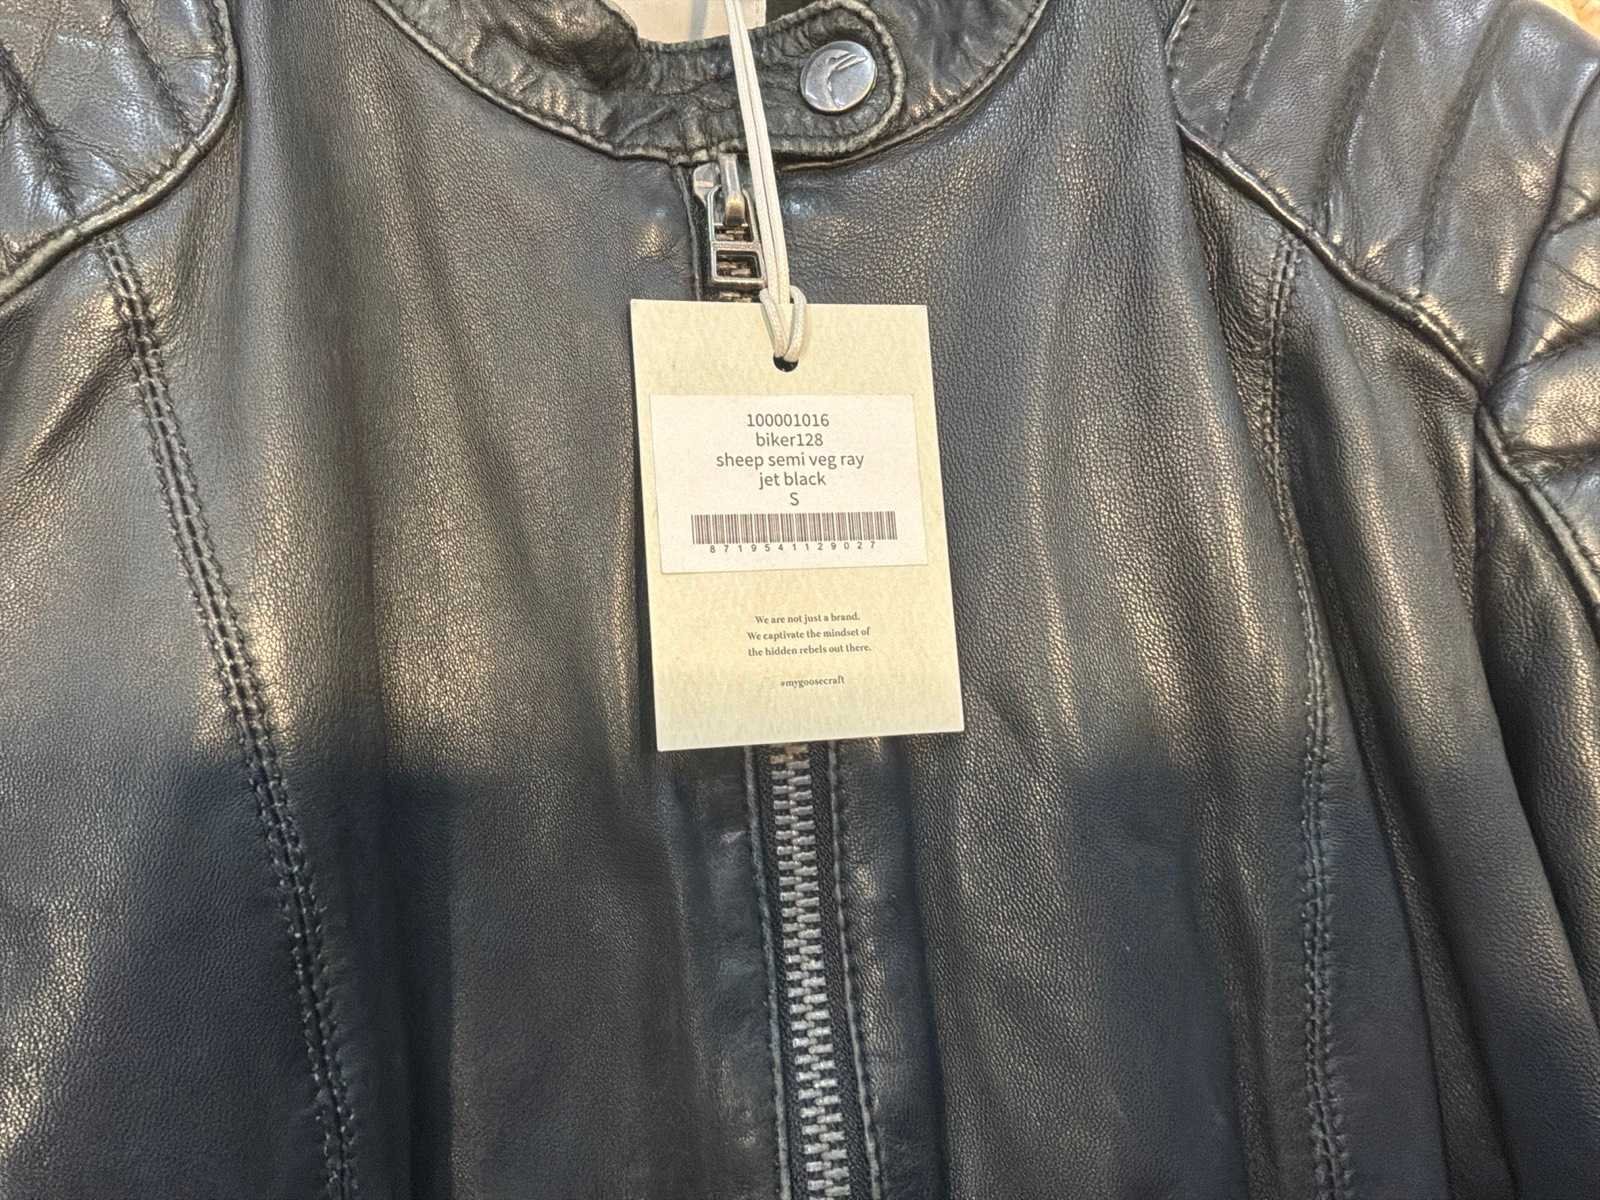 100001016
biker128
sheep semi veg ray
jet black
S
8719541129027
We are not just a brand.
We captivate the mindset of
the hidden rebels out there.
#mygoosecraft